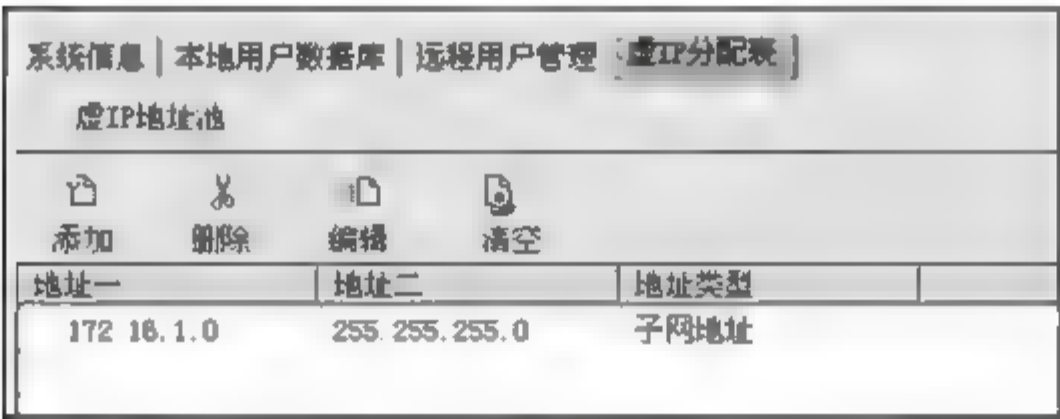 系统信息 | 本地用户数据库 | 远程用户管理 | 虚IP分配表 |
虚IP地址池
添加 删除 编辑 清空
地址一 地址二 地址类型
172.16.1.0 255.255.255.0 子网地址